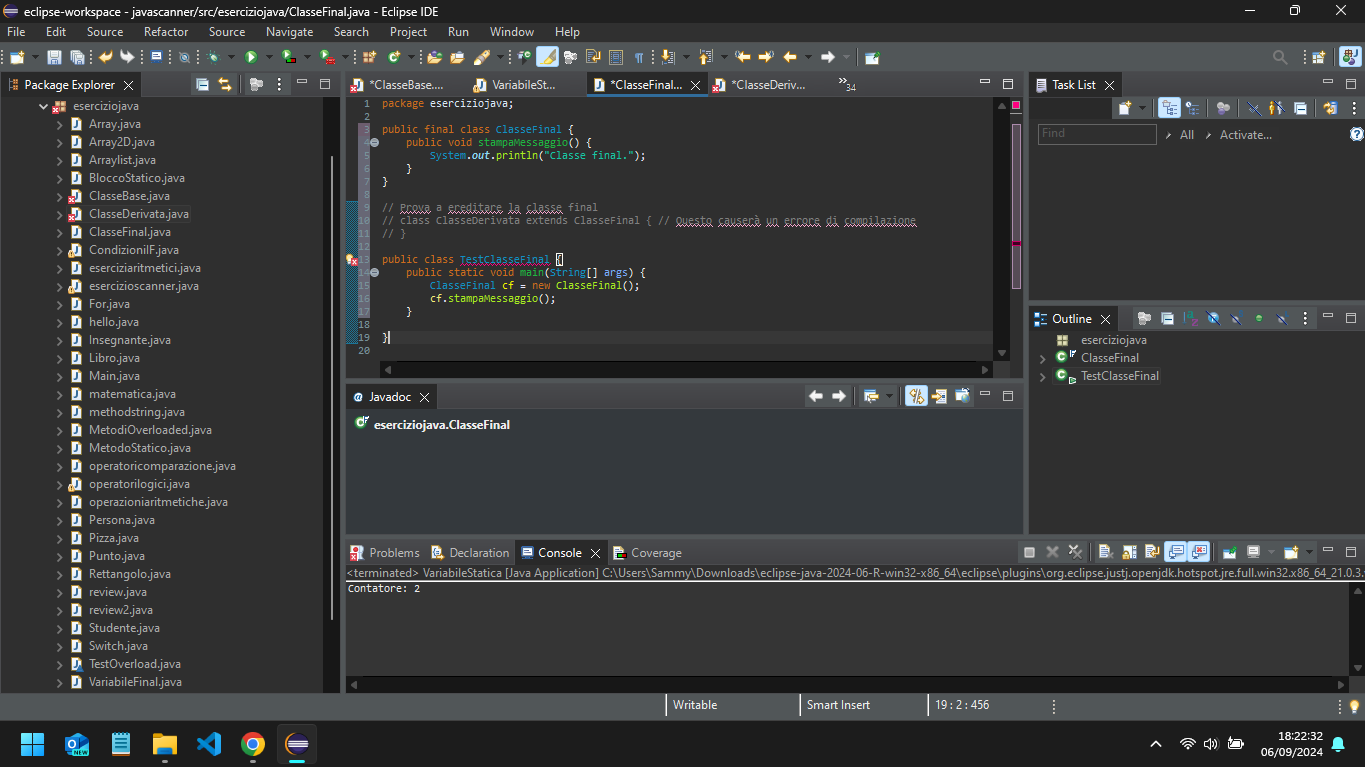 eclipse-workspace - javascanner/src/eserciziojava/ClasseFinal.java - Eclipse IDE
File Edit Source Refactor Source Navigate Search Project Run Window Help
Package Explorer
eserciziojava
Array.java
Array2D.java
Arraylist.java
BloccoStatico.java
ClasseBase.java
ClasseDerivata.java
ClasseFinal.java
CondizioniIF.java
eserciziaritmetici.java
esercizioscanner.java
For.java
hello.java
Insegnante.java
Libro.java
Main.java
matematica.java
methodstring.java
MetodiOverloaded.java
MetodoStatico.java
operatoricomparazione.java
operatorilogici.java
operazioniaritmetiche.java
Persona.java
Pizza.java
Punto.java
Rettangolo.java
review.java
review2.java
Studente.java
Switch.java
TestOverload.java
VariabileFinal.java
*ClasseBase.... VariabileSt... *ClasseFinal... *ClasseDeriv... »34
1 package eserciziojava;
2
3 public final class ClasseFinal {
4 public void stampaMessaggio() {
5 System.out.println("Classe final.");
6 }
7 }
8
9 // Prova a ereditare la classe final
10 // class ClasseDerivata extends ClasseFinal { // Questo causerà un errore di compilazione
11 // }
12
13 public class TestClasseFinal {
14 public static void main(String[] args) {
15 ClasseFinal cf = new ClasseFinal();
16 cf.stampaMessaggio();
17 }
18
19 }
20
@ Javadoc
eserciziojava.ClasseFinal
Problems Declaration Console Coverage
<terminated> VariabileStatica [Java Application] C:\Users\Sammy\Downloads\eclipse-java-2024-06-R-win32-x86_64\eclipse\plugins\org.eclipse.justj.openjdk.hotspot.jre.full.win32.x86_64_21.0.3.
Contatore: 2
Task List
Find All Activate...
Outline
eserciziojava
ClasseFinal
TestClasseFinal
Writable Smart Insert 19 : 2 : 456
NEW
18:22:32
06/09/2024